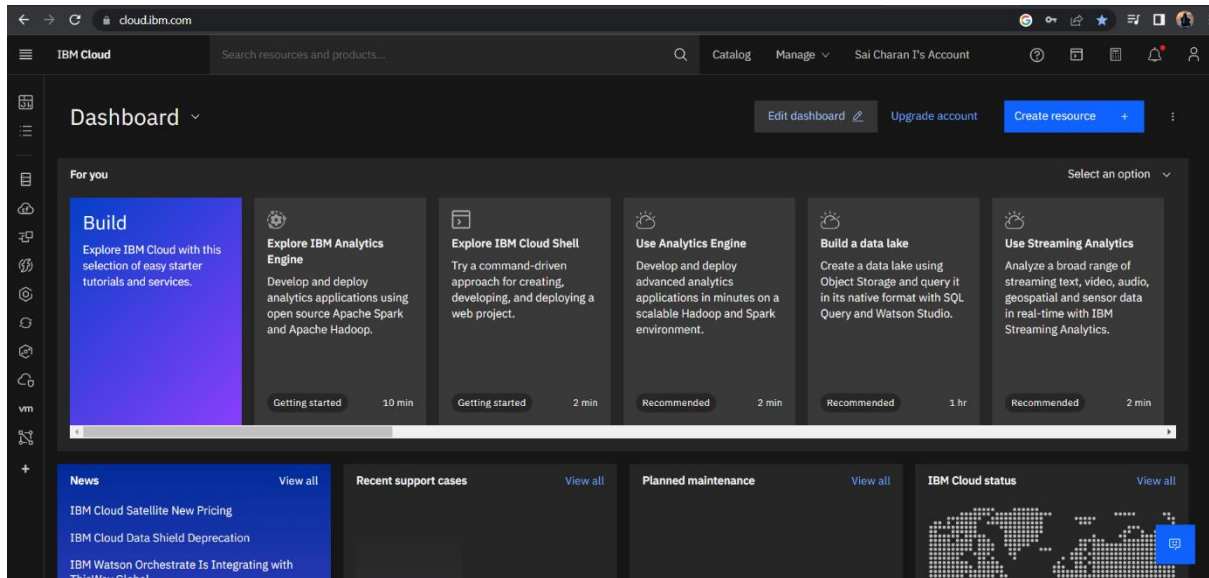 cloud.ibm.com
IBM Cloud
Search resources and products...
Catalog
Manage
Sai Charan I's Account
Dashboard
Edit dashboard
Upgrade account
Create resource +
For you
Select an option
Build
Explore IBM Cloud with this
selection of easy starter
tutorials and services.
Explore IBM Analytics
Engine
Develop and deploy
analytics applications using
open source Apache Spark
and Apache Hadoop.
Getting started 10 min
Explore IBM Cloud Shell
Try a command-driven
approach for creating,
developing, and deploying a
web project.
Getting started 2 min
Use Analytics Engine
Develop and deploy
advanced analytics
applications in minutes on a
scalable Hadoop and Spark
environment.
Recommended 2 min
Build a data lake
Create a data lake using
Object Storage and query it
in its native format with SQL
Query and Watson Studio.
Recommended 1 hr
Use Streaming Analytics
Analyze a broad range of
streaming text, video, audio,
geospatial and sensor data
in real-time with IBM
Streaming Analytics.
Recommended 2 min
vm
News View all
IBM Cloud Satellite New Pricing
IBM Cloud Data Shield Deprecation
IBM Watson Orchestrate Is Integrating with
Recent support cases View all
Planned maintenance View all
IBM Cloud status View all